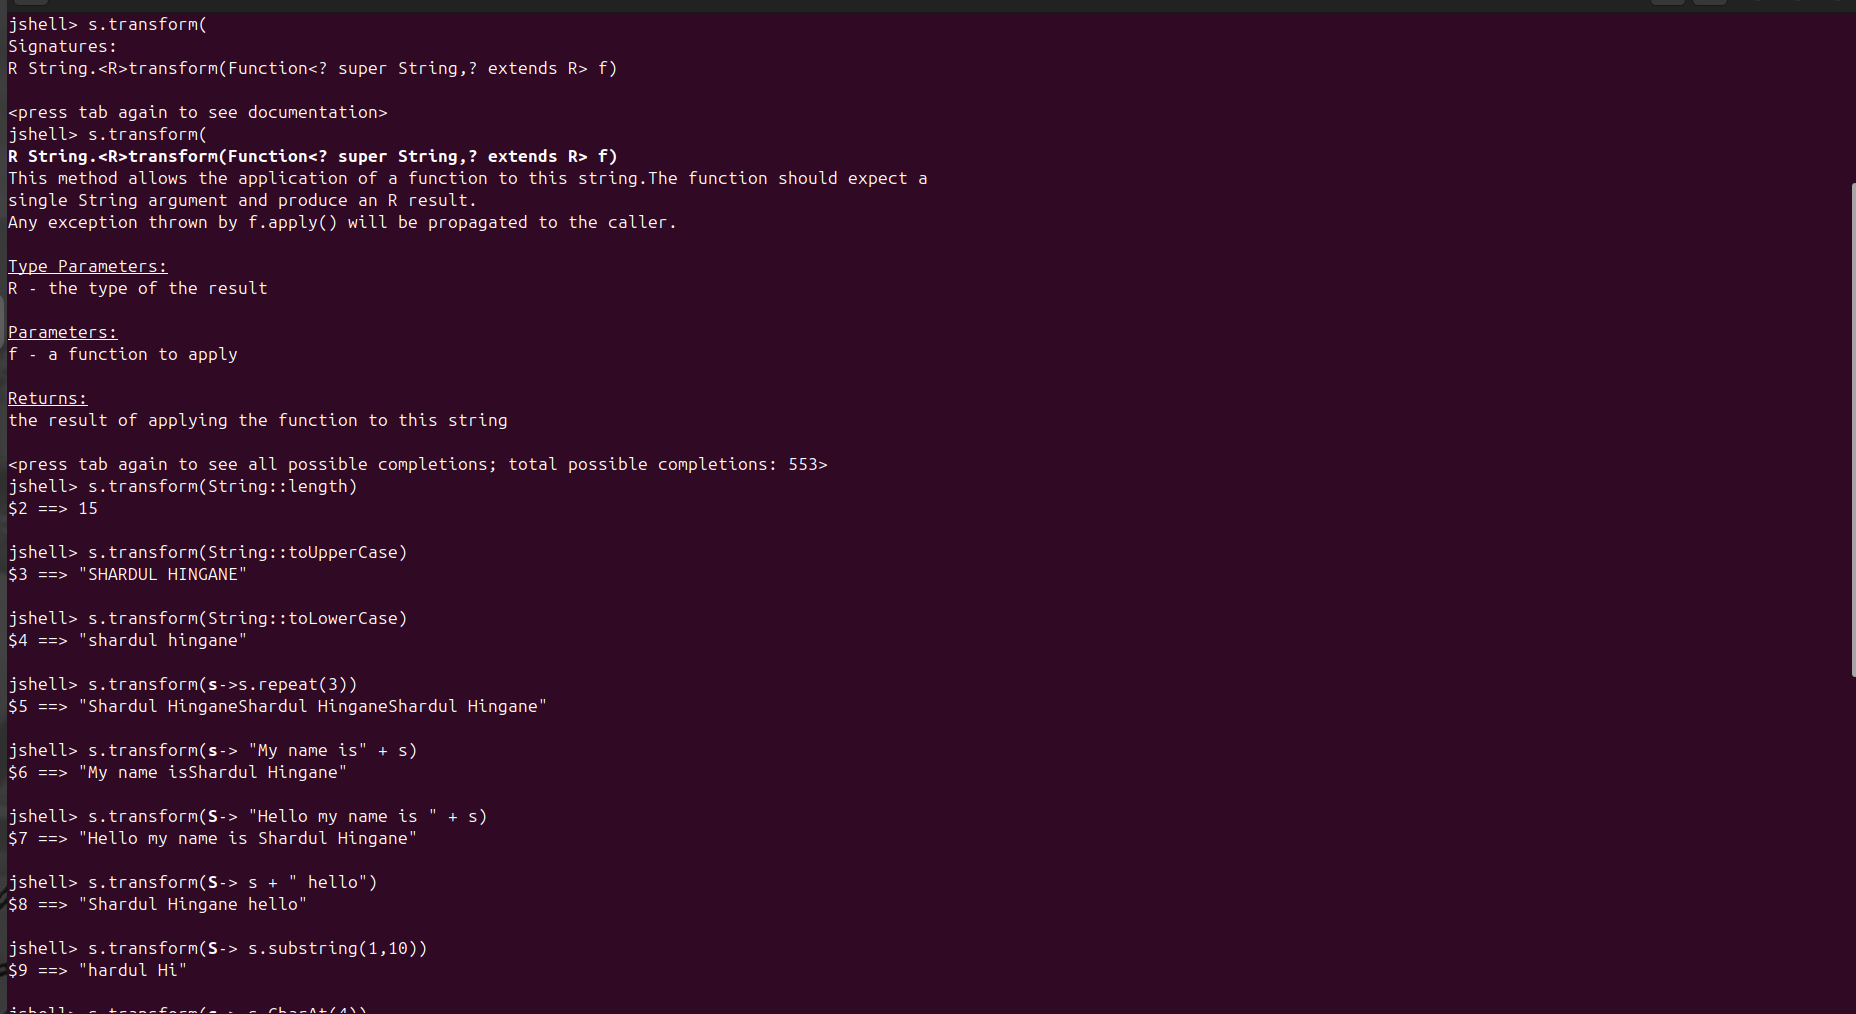 jshell> s.transform(
Signatures:
R String.<R>transform(Function<? super String,? extends R> f)
<press tab again to see documentation>
jshell> s.transform(
R String.<R>transform(Function<? super String,? extends R> f)
This method allows the application of a function to this string.The function should expect a
single String argument and produce an R result.
Any exception thrown by f.apply() will be propagated to the caller.
Type Parameters:
R - the type of the result
Parameters:
f - a function to apply
Returns:
the result of applying the function to this string
<press tab again to see all possible completions; total possible completions: 553>
jshell> s.transform(String::length)
$2 ==> 15
jshell> s.transform(String::toUpperCase)
$3 ==> "SHARDUL HINGANE"
jshell> s.transform(String::toLowerCase)
$4 ==> "shardul hingane"
jshell> s.transform(s->s.repeat(3))
$5 ==> "Shardul HinganeShardul HinganeShardul Hingane"
jshell> s.transform(s-> "My name is" + s)
$6 ==> "My name isShardul Hingane"
jshell> s.transform(S-> "Hello my name is " + s)
$7 ==> "Hello my name is Shardul Hingane"
jshell> s.transform(S-> s + " hello")
$8 ==> "Shardul Hingane hello"
jshell> s.transform(S-> s.substring(1,10))
$9 ==> "hardul Hi"
jshell> s.transform(s-> s.CharAt(4))